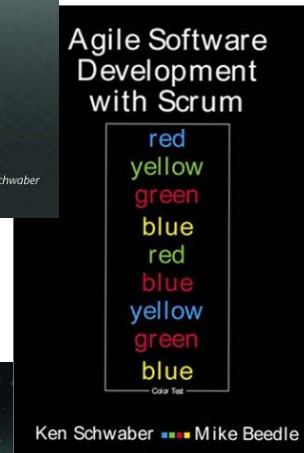 Agile Software
Development
with Scrum
red
yellow
green
blue
red
blue
yellow
green
blue
Color Test
Ken Schwaber Mike Beedle
chwaber